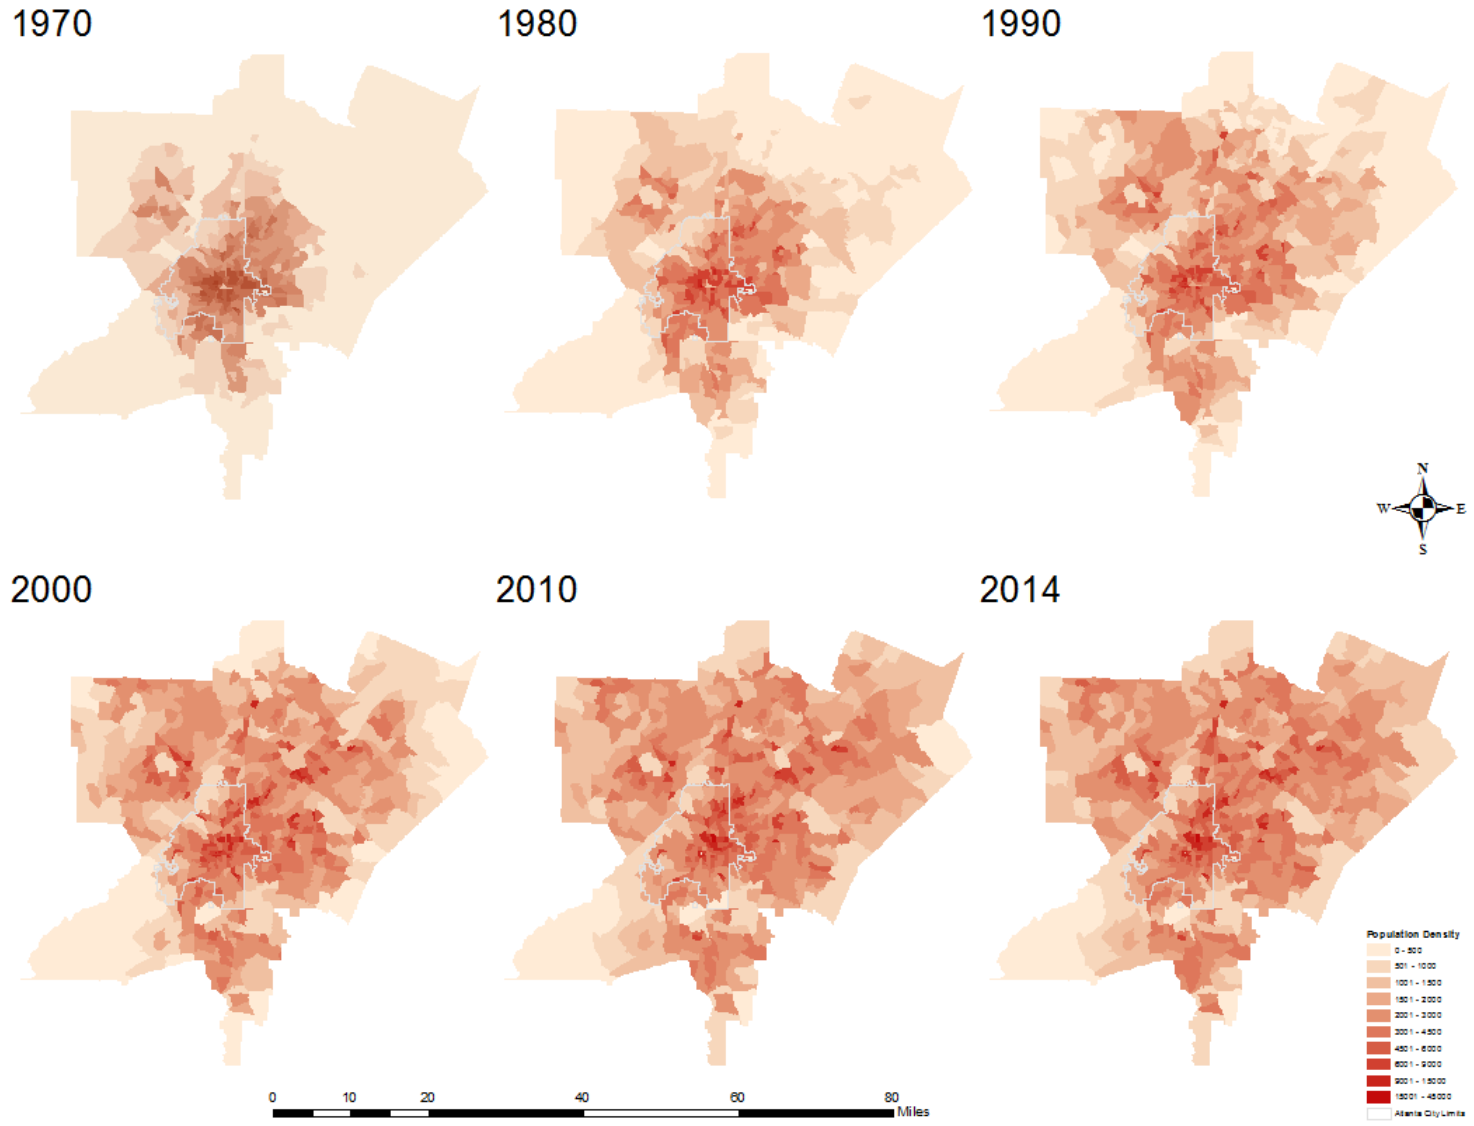 1970
1980
1990
N
W
E
S
2000
2010
2014
Population Density
0 - 500
501 - 1000
1001 - 1500
1501 - 2000
2001 - 3000
3001 - 4500
4501 - 6000
6001 - 9000
9001 - 15000
15001 - 45000
Atlanta City Limits
0 10 20 40 60 80
Miles